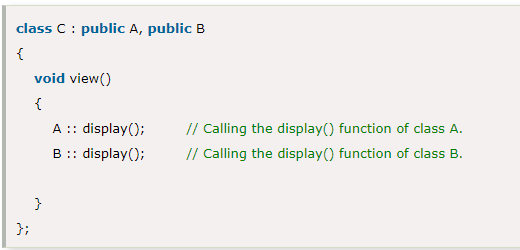 class C : public A, public B
{
void view()
{
A :: display(); // Calling the display() function of class A.
B :: display(); // Calling the display() function of class B.
}
};